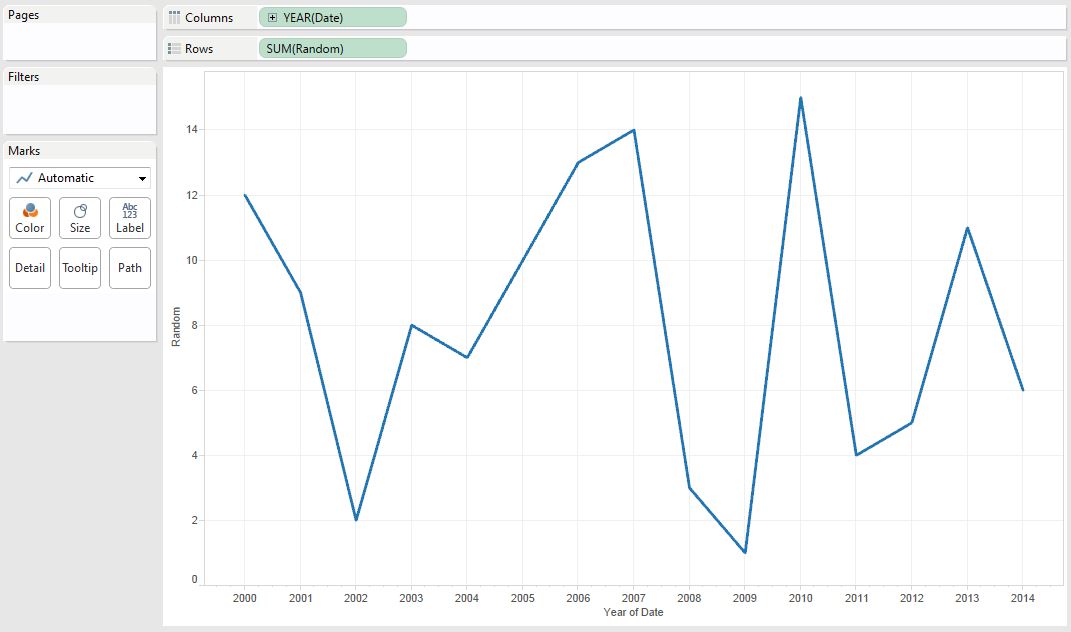 Pages
Columns
YEAR(Date)
Rows
SUM(Random)
Filters
Marks
Automatic
Color
Size
Abc
123
Label
Detail
Tooltip
Path
Random
14
12
10
8
6
4
2
0
2000 2001 2002 2003 2004 2005 2006 2007 2008 2009 2010 2011 2012 2013 2014
Year of Date